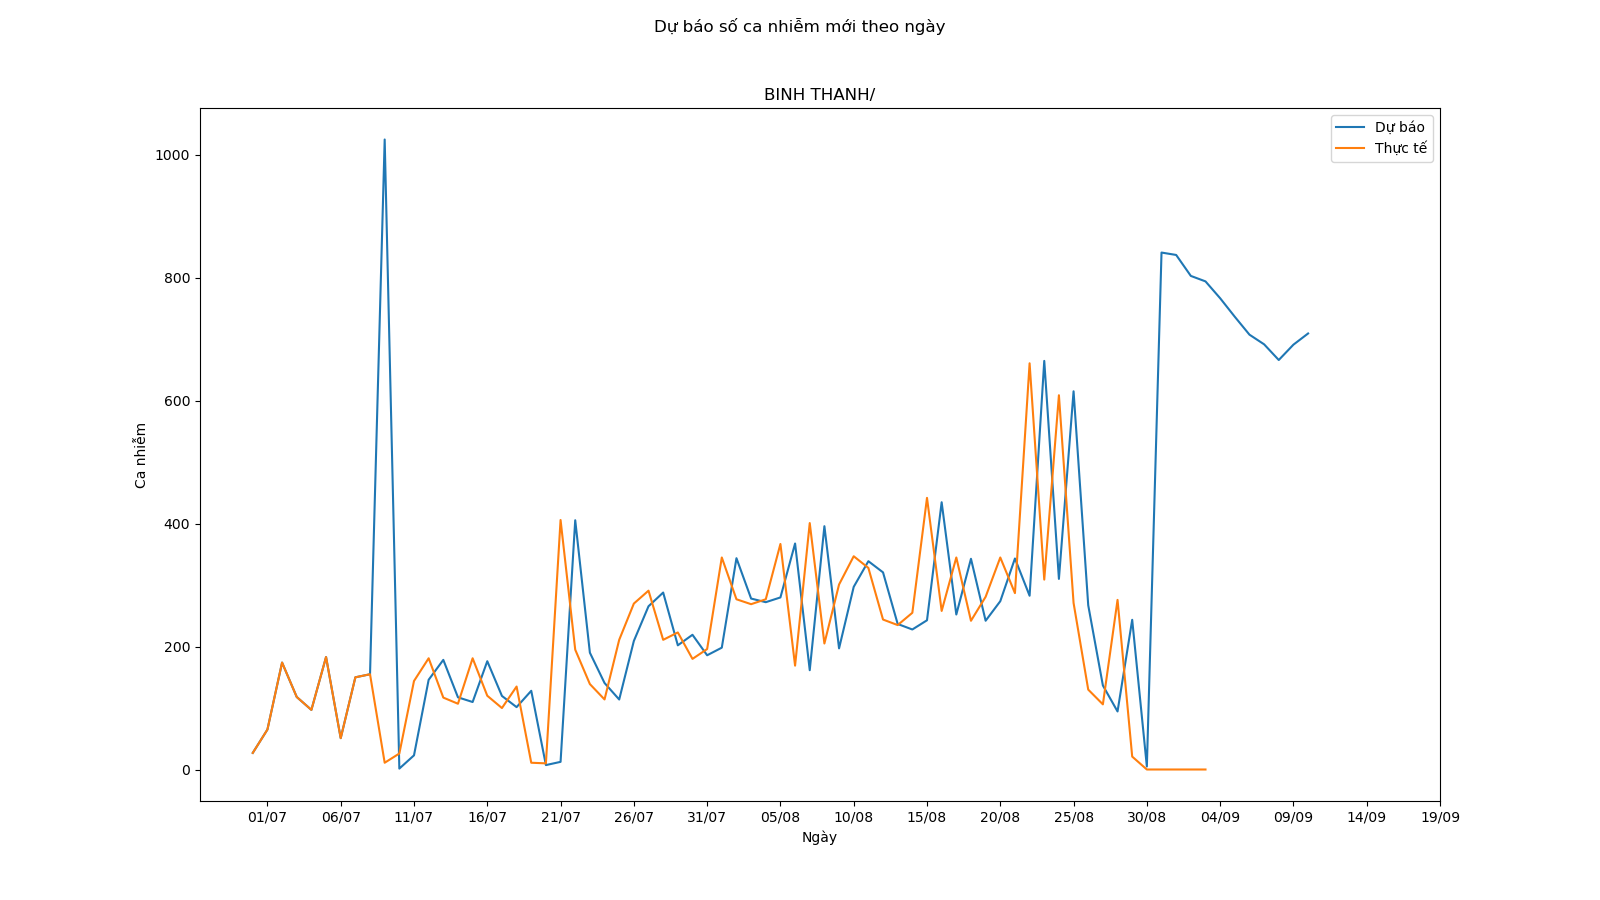 Dự báo số ca nhiễm mới theo ngày
BINH THANH/
Dự báo
Thực tế
1000
800
600
400
200
0
Ca nhiễm
01/07 06/07 11/07 16/07 21/07 26/07 31/07 05/08 10/08 15/08 20/08 25/08 30/08 04/09 09/09 14/09 19/09
Ngày